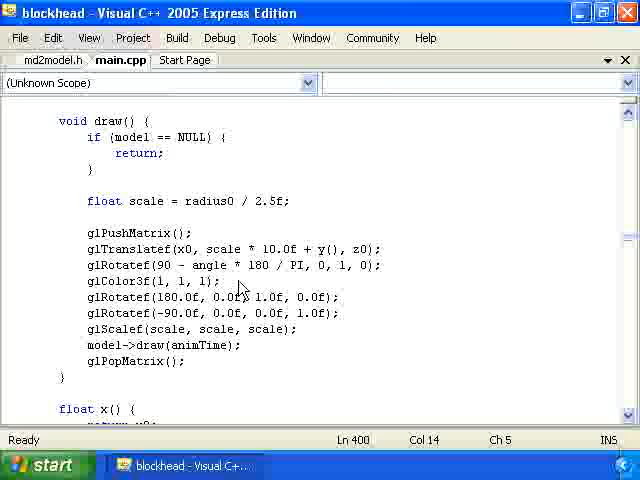 blockhead - Visual C++ 2005 Express Edition
File Edit View Project Build Debug Tools Window Community Help
md2model.h main.cpp Start Page
(Unknown Scope)
void draw() {
if (model == NULL) {
return;
}
float scale = radius0 / 2.5f;
glPushMatrix();
glTranslatef(x0, scale * 10.0f + y(), z0);
glRotatef(90 - angle * 180 / PI, 0, 1, 0);
glColor3f(1, 1, 1);
glRotatef(180.0f, 0.0f, 1.0f, 0.0f);
glRotatef(-90.0f, 0.0f, 0.0f, 1.0f);
glScalef(scale, scale, scale);
model->draw(animTime);
glPopMatrix();
}
float x() {
Ready Ln 400 Col 14 Ch 5 INS
start blockhead - Visual C++...